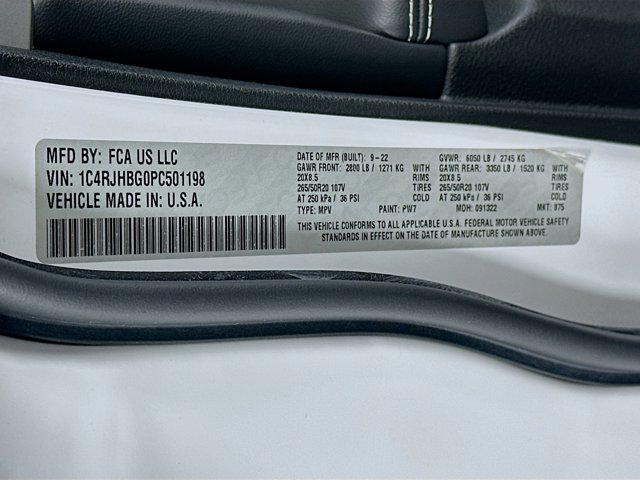 MFD BY: FCA US LLC
VIN: 1C4RJHBG0PC501198
VEHICLE MADE IN: U.S.A.
DATE OF MFR (BUILT): 9-22 GVWR: 6050 LB / 2745 KG
GAWR FRONT: 2800 LB / 1271 KG WITH GAWR REAR: 3350 LB / 1520 KG WITH
20X8.5 RIMS 20X8.5 RIMS
265/50R20 107V TIRES 265/50R20 107V TIRES
AT 250 kPa / 36 PSI COLD AT 250 kPa / 36 PSI COLD
TYPE: MPV PAINT: PW7 MDH: 091322 MKT: 875
THIS VEHICLE CONFORMS TO ALL APPLICABLE U.S.A. FEDERAL MOTOR VEHICLE SAFETY
STANDARDS IN EFFECT ON THE DATE OF MANUFACTURE SHOWN ABOVE.